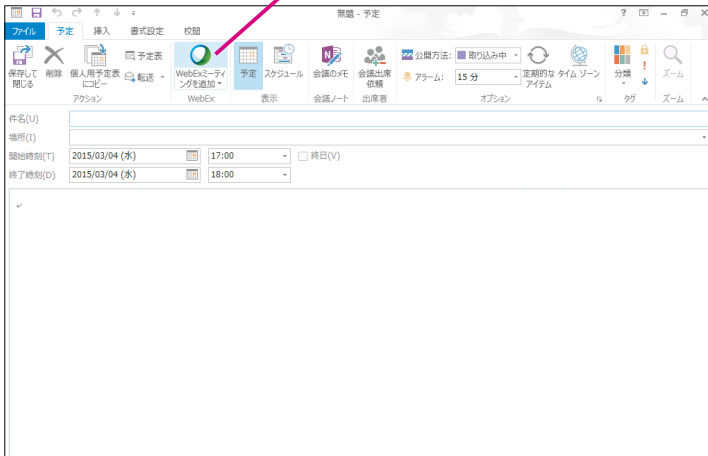 無題 - 予定
?
ファイル 予定 挿入 書式設定 校閲
保存して
閉じる
削除
個人用予定表
にコピー
予定表
転送
アクション
WebExミーティ
ングを追加
WebEx
予定
スケジュール
表示
会議のメモ
会議ノート
会議出席
依頼
出席者
公開方法: 取り込み中
アラーム: 15 分
定期的な
アイテム
タイム ゾーン
オプション
分類
タグ
ズーム
ズーム
件名(U)
場所(I)
開始時刻(T) 2015/03/04 (水) 17:00 終日(V)
終了時刻(D) 2015/03/04 (水) 18:00